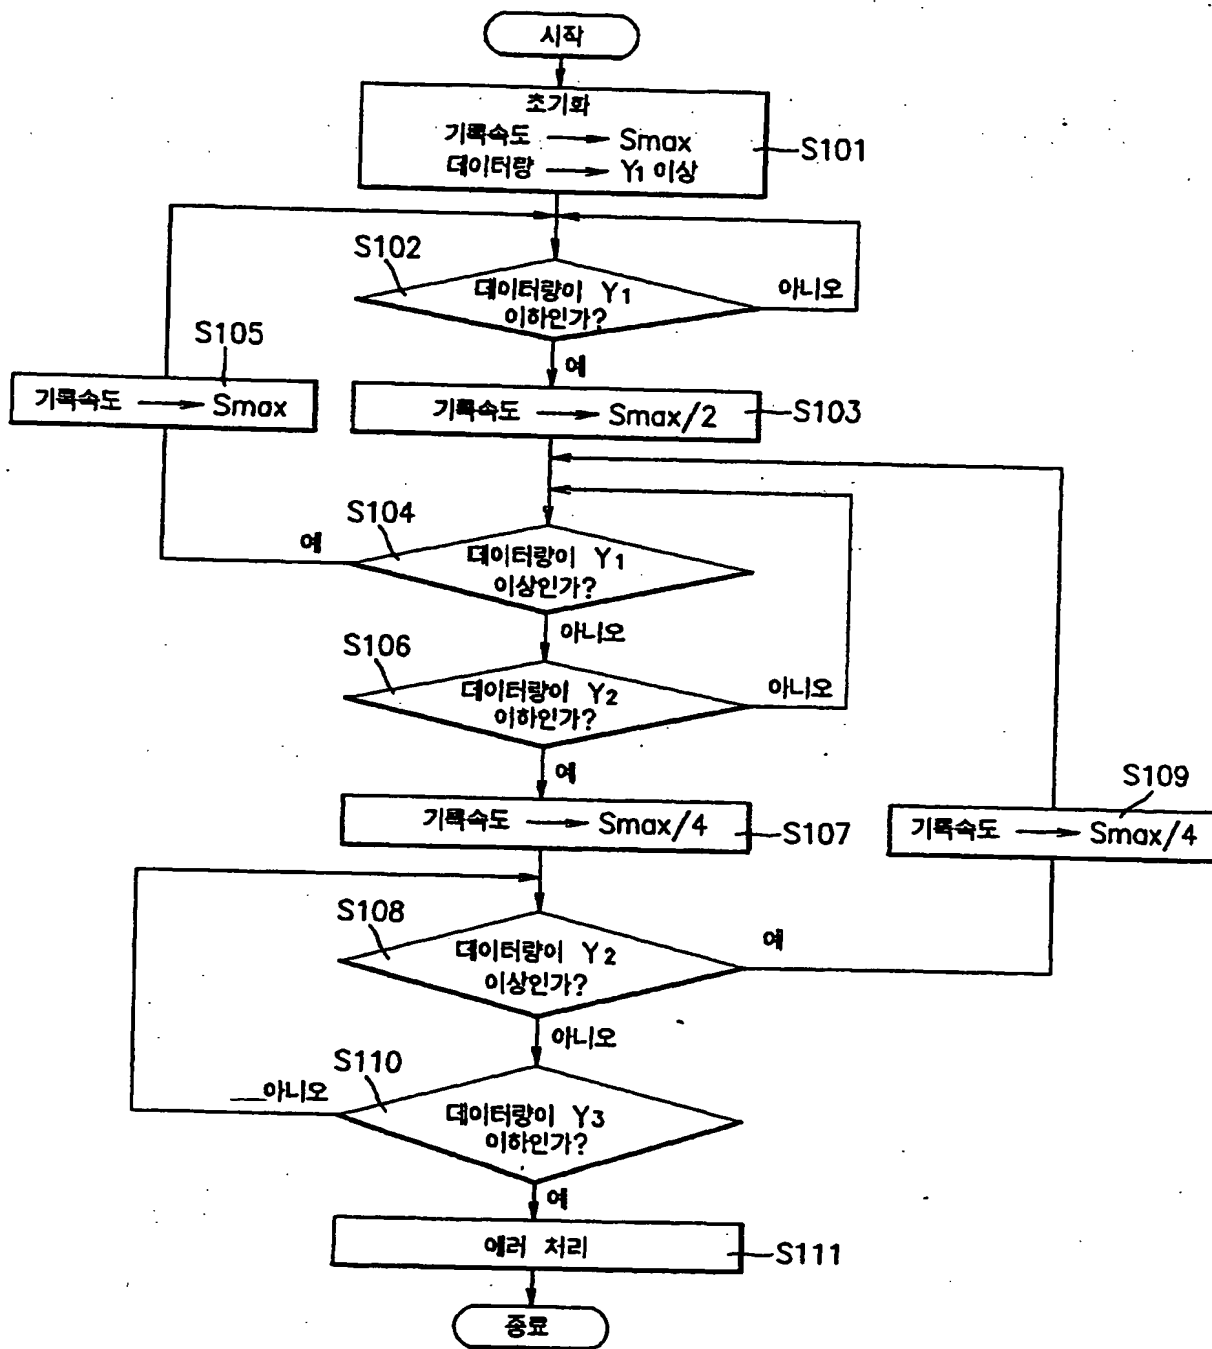 시작
초기화
기록속도 → Smax
데이터량 → Y1 이상
S101
S102
데이터량이 Y1
이하인가?
아니오
예
S105
기록속도 → Smax
기록속도 → Smax/2
S103
S104
예
데이터량이 Y1
이상인가?
아니오
S106
데이터량이 Y2
이하인가?
아니오
예
기록속도 → Smax/4
S107
S109
기록속도 → Smax/4
S108
데이터량이 Y2
이상인가?
예
아니오
S110
아니오
데이터량이 Y3
이하인가?
예
에러 처리
S111
종료